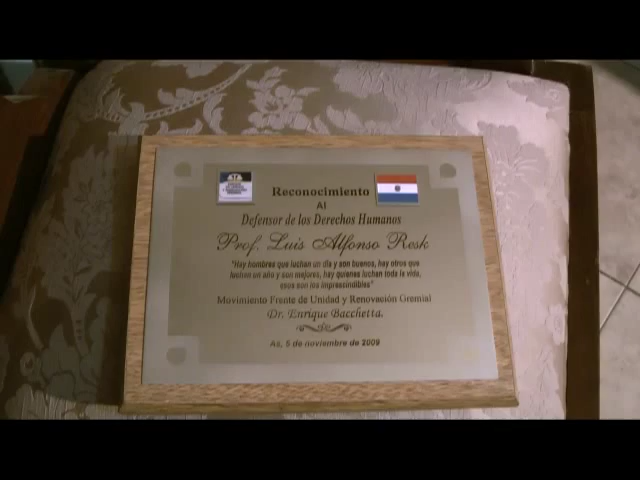 Reconocimiento
Al
Defensor de los Derechos Humanos
Prof. Luis Alfonso Resk
"Hay hombres que luchan un día y son buenos, hay otros que
luchan un año y son mejores, hay quienes luchan toda la vida,
esos son los imprescindibles"
Movimiento Frente de Unidad y Renovación Gremial
Dr. Enrique Bacchetta.
As, 5 de noviembre de 2009